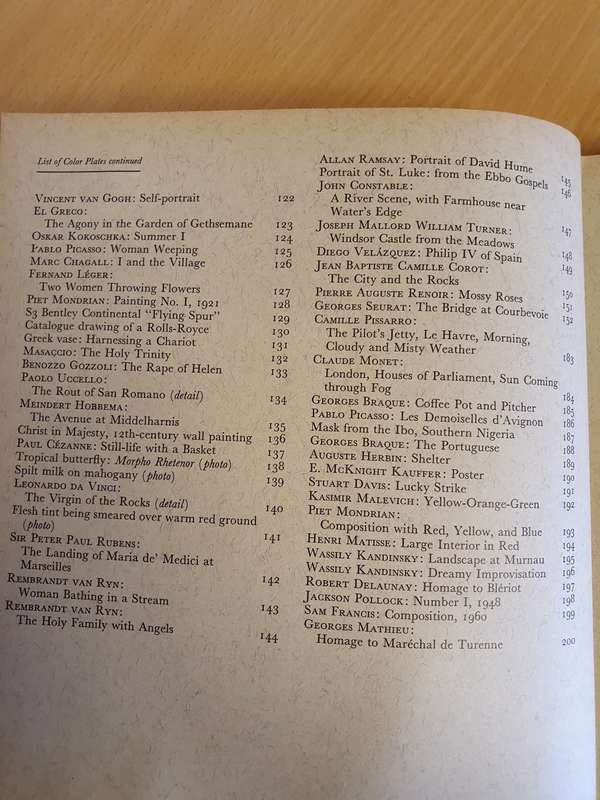 List of Color Plates continued
VINCENT VAN GOGH: Self-portrait 122
EL GRECO:
The Agony in the Garden of Gethsemane 123
OSKAR KOKOSCHKA: Summer I 124
PABLO PICASSO: Woman Weeping 125
MARC CHAGALL: I and the Village 126
FERNAND LÉGER:
Two Women Throwing Flowers 127
PIET MONDRIAN: Painting No. I, 1921 128
S3 Bentley Continental “Flying Spur” 129
Catalogue drawing of a Rolls-Royce 130
Greek vase: Harnessing a Chariot 131
MASACCIO: The Holy Trinity 132
BENOZZO GOZZOLI: The Rape of Helen 133
PAOLO UCCELLO:
The Rout of San Romano (detail) 134
MEINDERT HOBBEMA:
The Avenue at Middelharnis 135
Christ in Majesty, 12th-century wall painting 136
PAUL CÉZANNE: Still-life with a Basket 137
Tropical butterfly: Morpho Rhetenor (photo) 138
Spilt milk on mahogany (photo) 139
LEONARDO DA VINCI:
The Virgin of the Rocks (detail) 140
Flesh tint being smeared over warm red ground
(photo) 141
SIR PETER PAUL RUBENS:
The Landing of Maria de’ Medici at
Marseilles 142
REMBRANDT VAN RYN:
Woman Bathing in a Stream 143
REMBRANDT VAN RYN:
The Holy Family with Angels 144
ALLAN RAMSAY: Portrait of David Hume 145
Portrait of St. Luke: from the Ebbo Gospels 146
JOHN CONSTABLE:
A River Scene, with Farmhouse near
Water’s Edge 147
JOSEPH MALLORD WILLIAM TURNER:
Windsor Castle from the Meadows 148
DIEGO VELÁZQUEZ: Philip IV of Spain 149
JEAN BAPTISTE CAMILLE COROT:
The City and the Rocks 150
PIERRE AUGUSTE RENOIR: Mossy Roses 151
GEORGES SEURAT: The Bridge at Courbevoie 152
CAMILLE PISSARRO:
The Pilot’s Jetty, Le Havre, Morning,
Cloudy and Misty Weather 183
CLAUDE MONET:
London, Houses of Parliament, Sun Coming
through Fog 184
GEORGES BRAQUE: Coffee Pot and Pitcher 185
PABLO PICASSO: Les Demoiselles d’Avignon 186
Mask from the Ibo, Southern Nigeria 187
GEORGES BRAQUE: The Portuguese 188
AUGUSTE HERBIN: Shelter 189
E. MCKNIGHT KAUFFER: Poster 190
STUART DAVIS: Lucky Strike 191
KASIMIR MALEVICH: Yellow-Orange-Green 192
PIET MONDRIAN:
Composition with Red, Yellow, and Blue 193
HENRI MATISSE: Large Interior in Red 194
WASSILY KANDINSKY: Landscape at Murnau 195
WASSILY KANDINSKY: Dreamy Improvisation 196
ROBERT DELAUNAY: Homage to Blériot 197
JACKSON POLLOCK: Number I, 1948 198
SAM FRANCIS: Composition, 1960 199
GEORGES MATHIEU:
Homage to Maréchal de Turenne 200